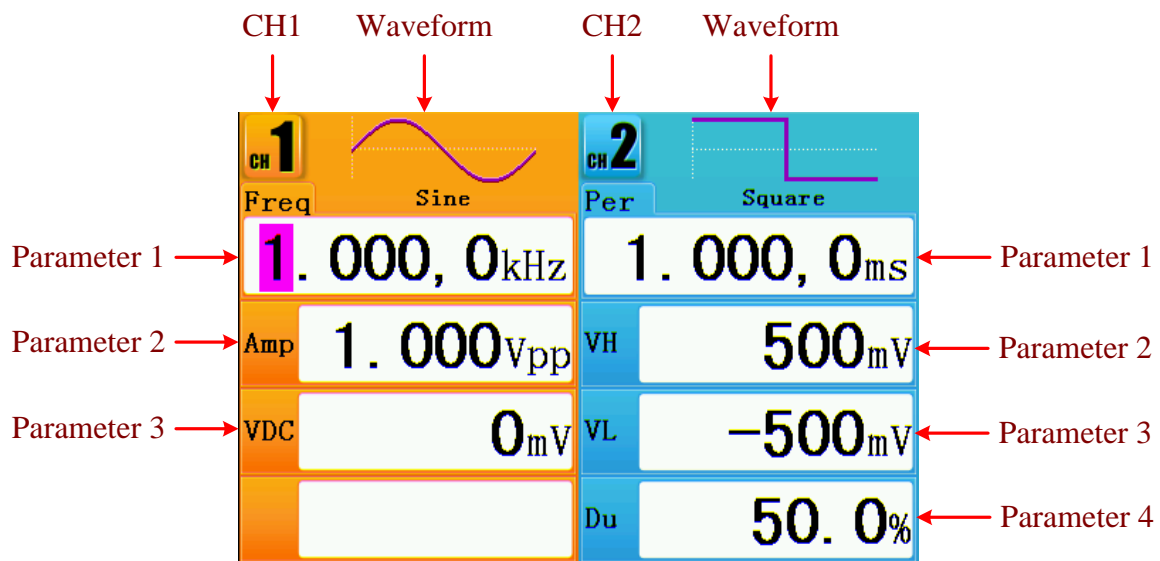 CH1 Waveform CH2 Waveform
CH 1 CH 2
Sine Square
Freq Per
Parameter 1 1. 000, 0kHz 1. 000, 0ms Parameter 1
Parameter 2 Amp 1. 000Vpp VH 500mV Parameter 2
Parameter 3 VDC 0mV VL -500mV Parameter 3
Du 50. 0% Parameter 4